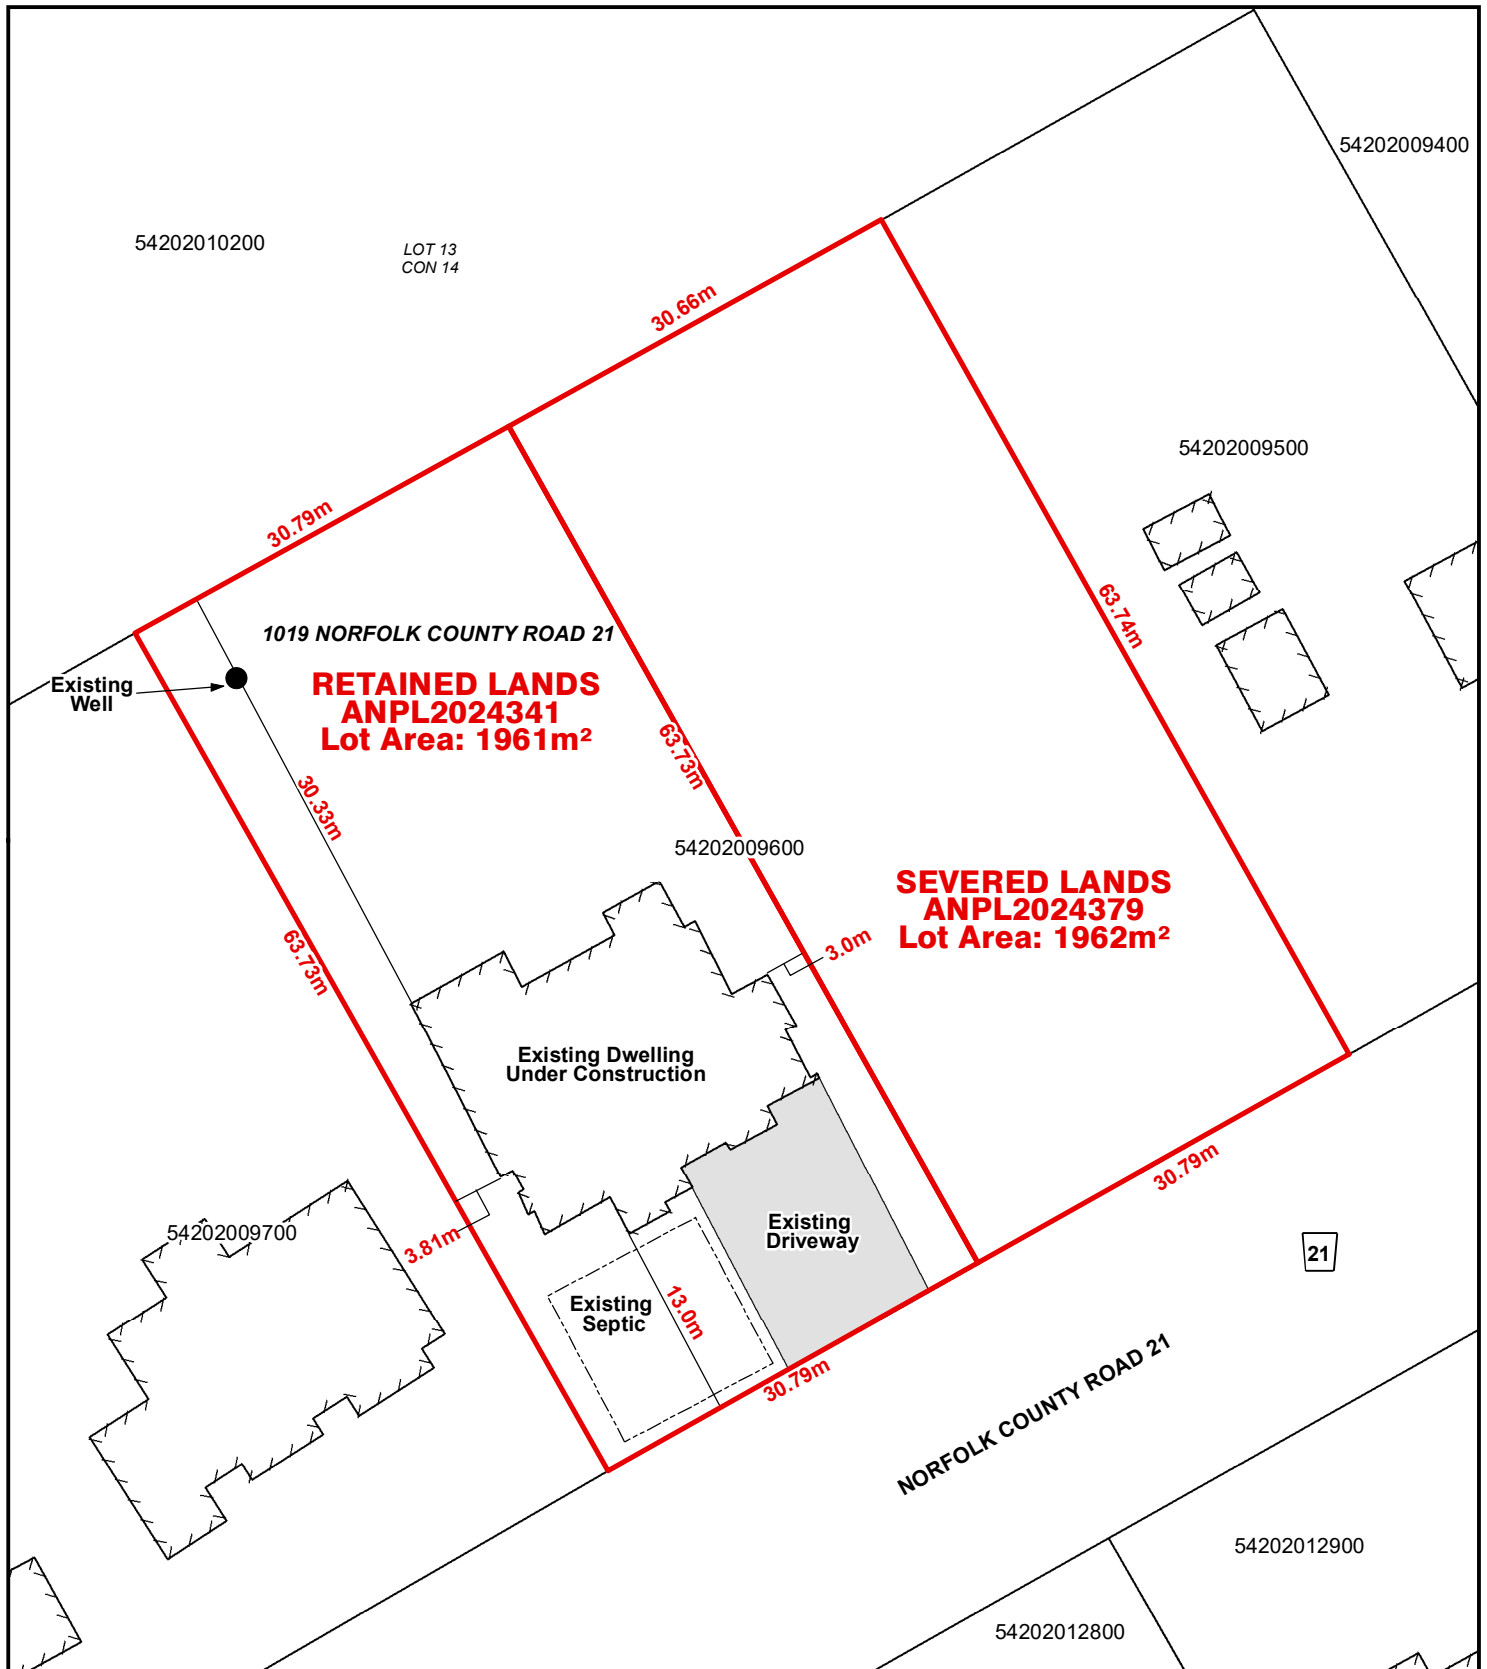 54202009400
54202010200
LOT 13
CON 14
30.66m
54202009500
30.79m
1019 NORFOLK COUNTY ROAD 21
Existing
Well
RETAINED LANDS
ANPL2024341
Lot Area: 1961m²
63.74m
63.73m
30.33m
54202009600
SEVERED LANDS
ANPL2024379
Lot Area: 1962m²
63.73m
3.0m
Existing Dwelling
Under Construction
30.79m
54202009700
3.81m
Existing
Driveway
21
Existing
Septic
13.0m
30.79m
NORFOLK COUNTY ROAD 21
54202012900
54202012800